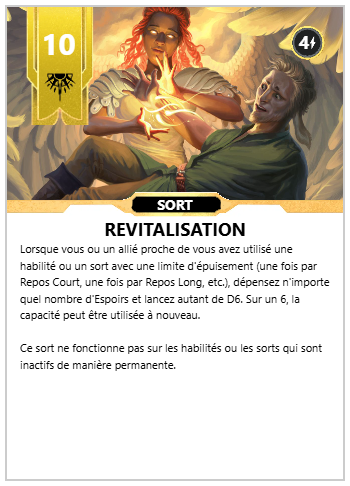 10
4
SORT
REVITALISATION
Lorsque vous ou un allié proche de vous avez utilisé une
habilité ou un sort avec une limite d'épuisement (une fois par
Repos Court, une fois par Repos Long, etc.), dépensez n'importe
quel nombre d'Espoirs et lancez autant de D6. Sur un 6, la
capacité peut être utilisée à nouveau.
Ce sort ne fonctionne pas sur les habilités ou les sorts qui sont
inactifs de manière permanente.